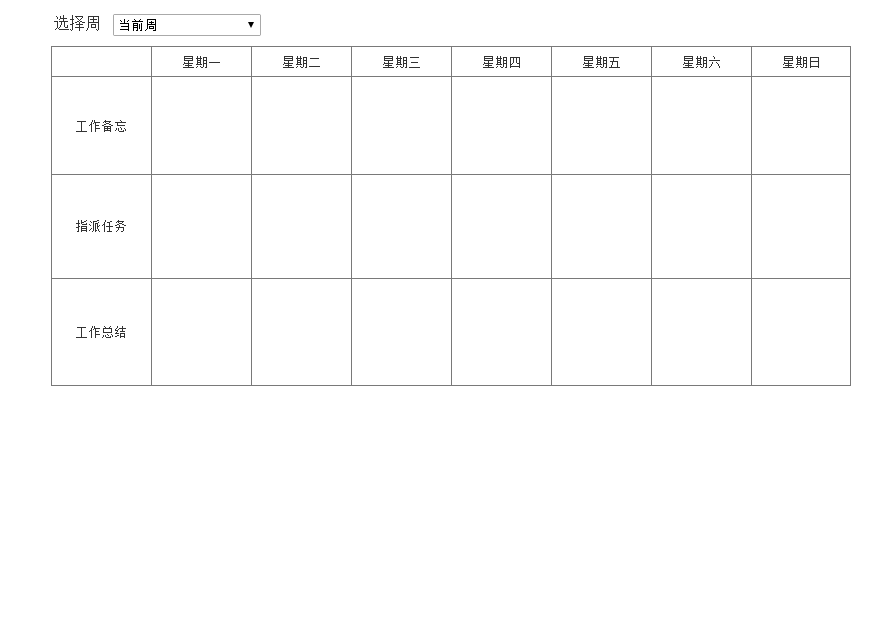 选择周 当前周
星期一 星期二 星期三 星期四 星期五 星期六 星期日
工作备忘
指派任务
工作总结